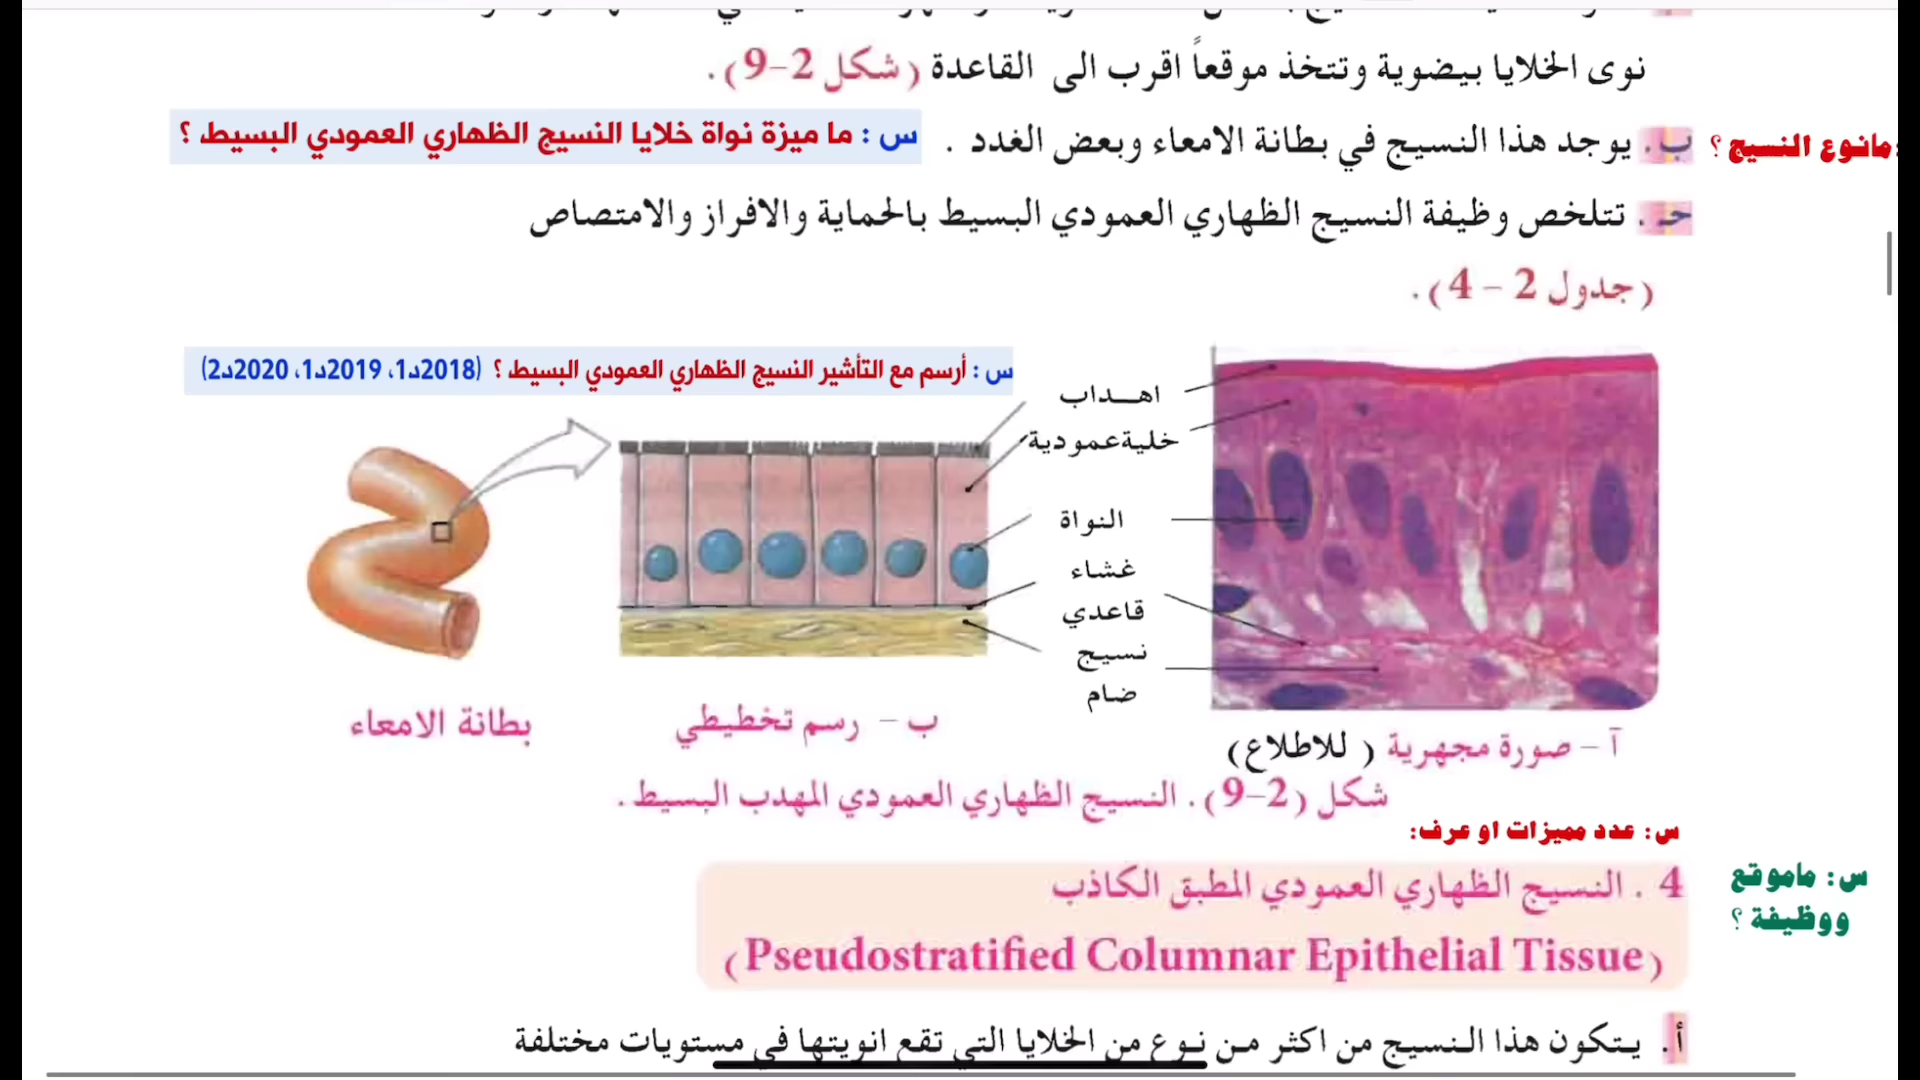 نوى الخلايا بيضوية وتتخذ موقعاً اقرب الى القاعدة (شكل 2-9).
ب. يوجد هذا النسيج في بطانة الامعاء وبعض الغدد .
س : ما ميزة نواة خلايا النسيج الظهاري العمودي البسيط ؟
مانوع النسيج ؟
حـ . تتلخص وظيفة النسيج الظهاري العمودي البسيط بالحماية والافراز والامتصاص
(جدول 2 - 4).
س : أرسم مع التأشير النسيج الظهاري العمودي البسيط ؟ (2018د1، 2019د1، 2020د2)
اهـداب
خلية عمودية
النواة
غشاء
قاعدي
نسيج
ضام
آ - صورة مجهرية ( للاطلاع)
ب - رسم تخطيطي
بطانة الامعاء
شكل (2-9). النسيج الظهاري العمودي المهدب البسيط.
س: عدد مميزات او عرف:
4 . النسيج الظهاري العمودي المطبق الكاذب
(Pseudostratified Columnar Epithelial Tissue)
س: ماموقع
ووظيفة ؟
أ. يتكون هذا النسيج من اكثر من نوع من الخلايا التي تقع انويتها في مستويات مختلفة